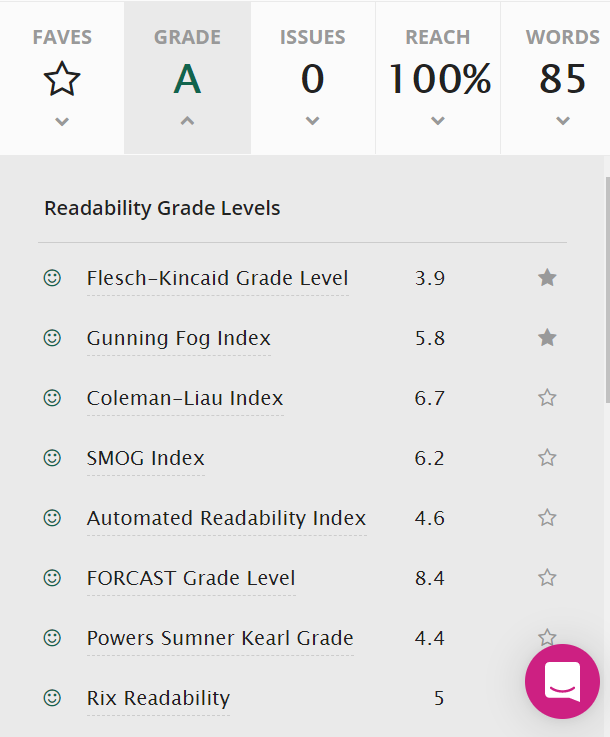 FAVES GRADE ISSUES REACH WORDS
A 0 100% 85
Readability Grade Levels
Flesch-Kincaid Grade Level 3.9
Gunning Fog Index 5.8
Coleman-Liau Index 6.7
SMOG Index 6.2
Automated Readability Index 4.6
FORCAST Grade Level 8.4
Powers Sumner Kearl Grade 4.4
Rix Readability 5